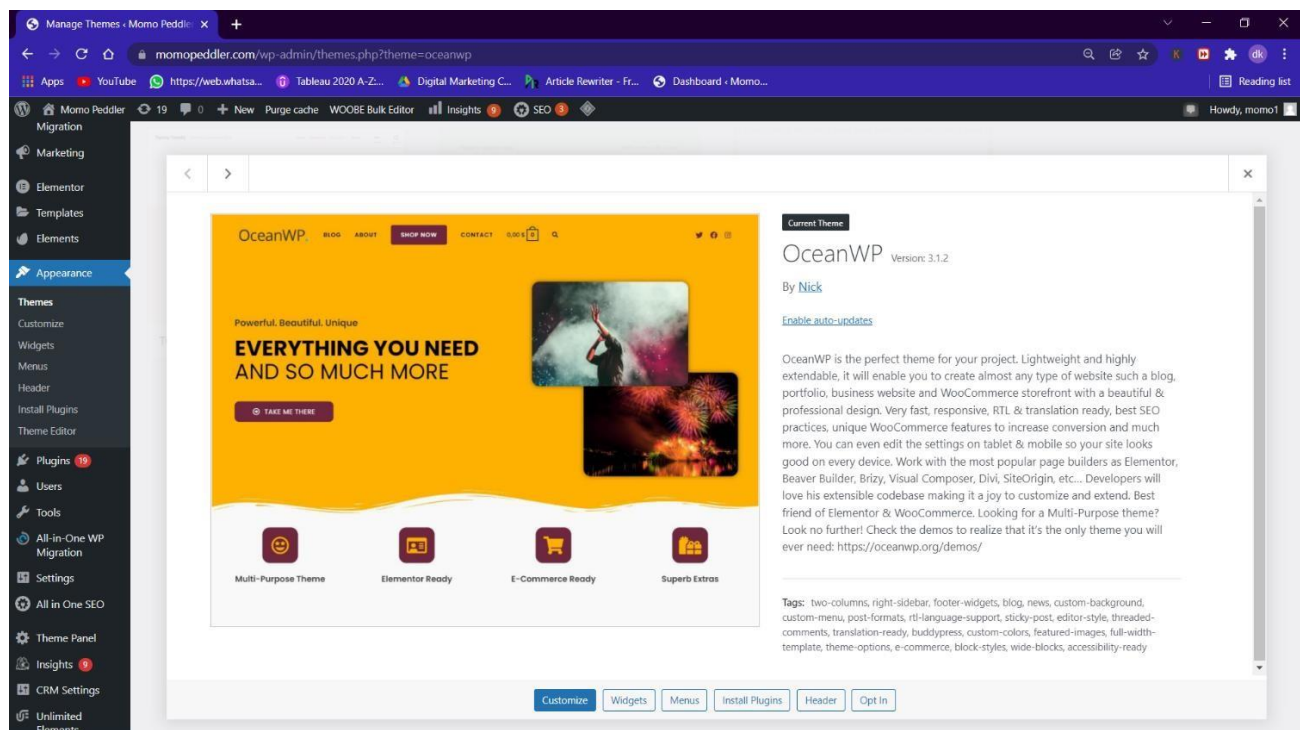 Manage Themes ‹ Momo Peddle
momopeddler.com/wp-admin/themes.php?theme=oceanwp
K
dk
Apps
YouTube
https://web.whatsa...
Tableau 2020 A-Z:...
Digital Marketing C...
Article Rewriter - Fr...
Dashboard ‹ Momo...
Reading list
Momo Peddler
19
0
+ New
Purge cache
WOOBE Bulk Editor
Insights 9
SEO 3
Howdy, momo1
Migration
Marketing
Elementor
Templates
Elements
Appearance
Themes
Customize
Widgets
Menus
Header
Install Plugins
Theme Editor
Plugins 19
Users
Tools
All-in-One WP
Migration
Settings
All in One SEO
Theme Panel
Insights 9
CRM Settings
Unlimited
Elements
OceanWP.
BLOG
ABOUT
SHOP NOW
CONTACT
0,00 $
Powerful. Beautiful. Unique
EVERYTHING YOU NEED
AND SO MUCH MORE
TAKE ME THERE
Multi-Purpose Theme
Elementor Ready
E-Commerce Ready
Superb Extras
Current Theme
OceanWP Version: 3.1.2
By Nick
Enable auto-updates
OceanWP is the perfect theme for your project. Lightweight and highly
extendable, it will enable you to create almost any type of website such a blog,
portfolio, business website and WooCommerce storefront with a beautiful &
professional design. Very fast, responsive, RTL & translation ready, best SEO
practices, unique WooCommerce features to increase conversion and much
more. You can even edit the settings on tablet & mobile so your site looks
good on every device. Work with the most popular page builders as Elementor,
Beaver Builder, Brizy, Visual Composer, Divi, SiteOrigin, etc... Developers will
love his extensible codebase making it a joy to customize and extend. Best
friend of Elementor & WooCommerce. Looking for a Multi-Purpose theme?
Look no further! Check the demos to realize that it's the only theme you will
ever need: https://oceanwp.org/demos/
Tags: two-columns, right-sidebar, footer-widgets, blog, news, custom-background,
custom-menu, post-formats, rtl-language-support, sticky-post, editor-style, threaded-
comments, translation-ready, buddypress, custom-colors, featured-images, full-width-
template, theme-options, e-commerce, block-styles, wide-blocks, accessibility-ready
Customize
Widgets
Menus
Install Plugins
Header
Opt In